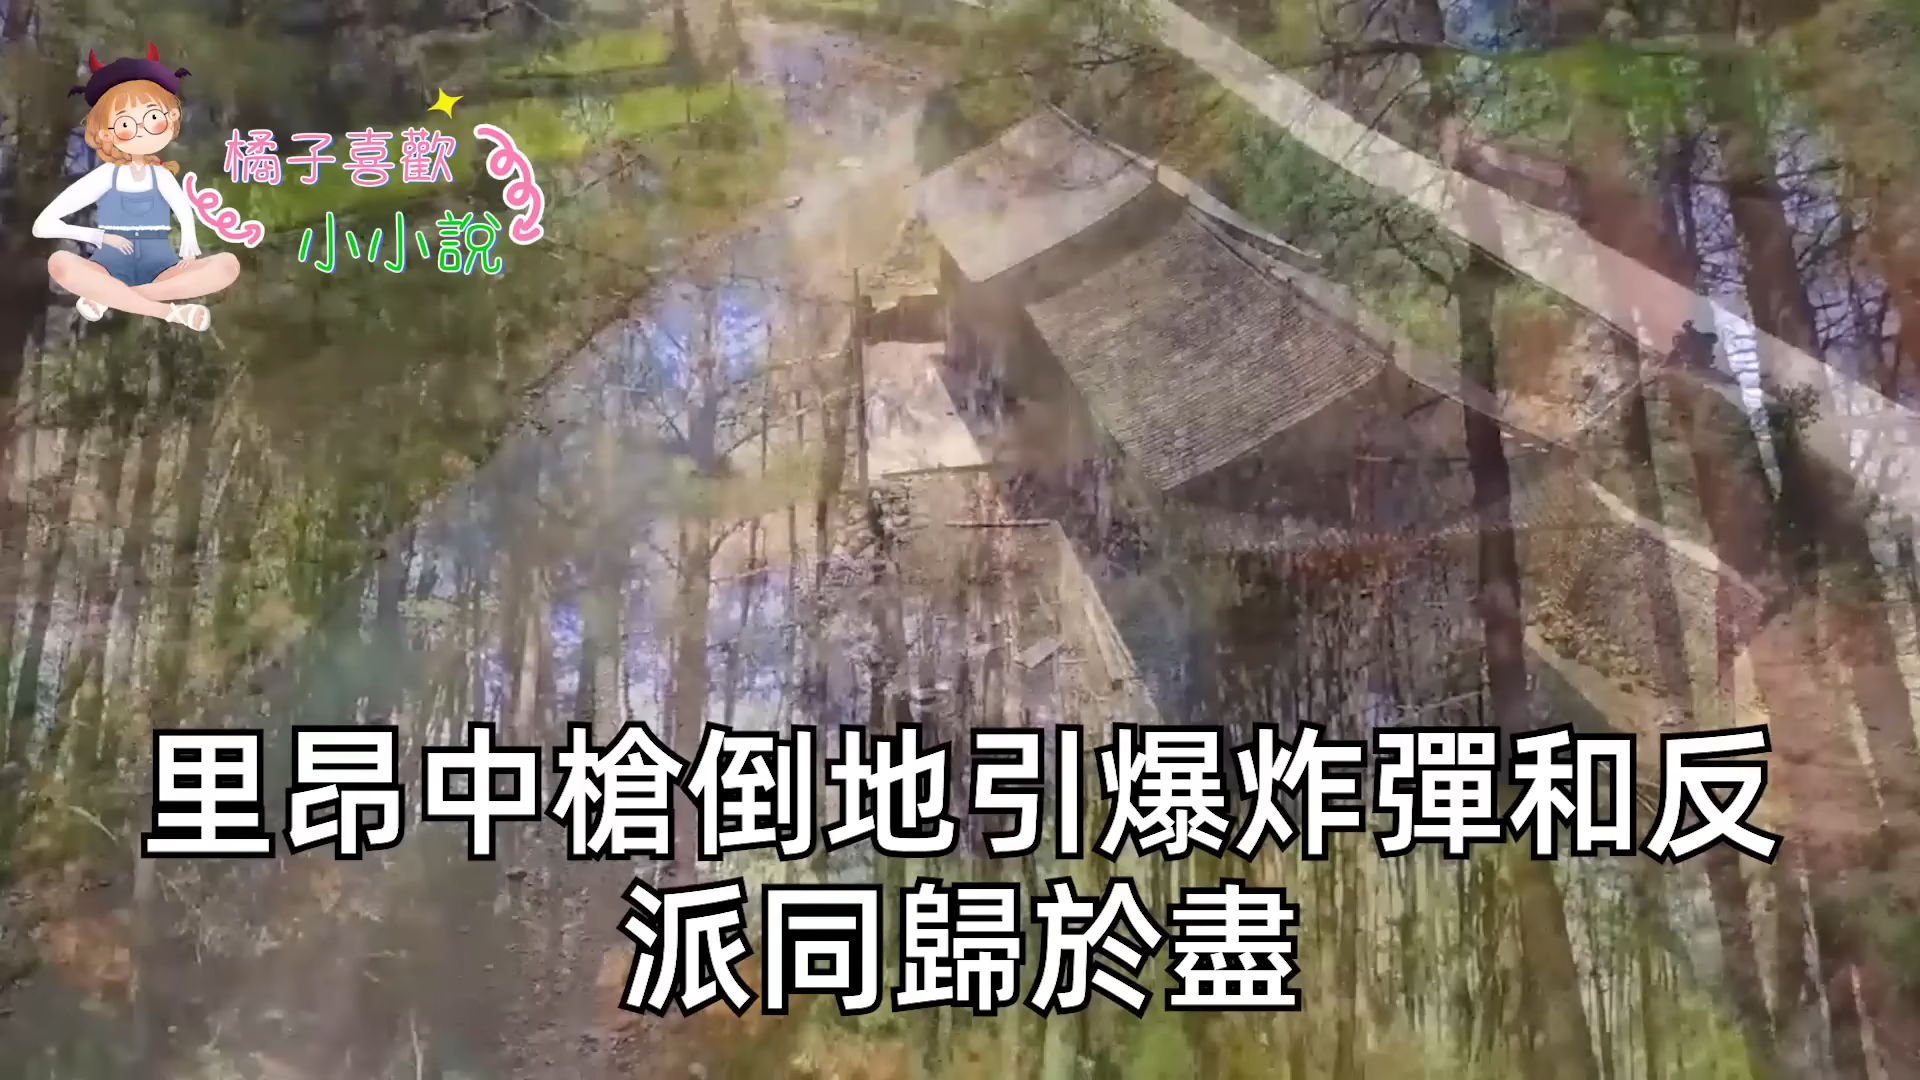 橘子喜歡
小小說
里昂中槍倒地引爆炸彈和反
派同歸於盡